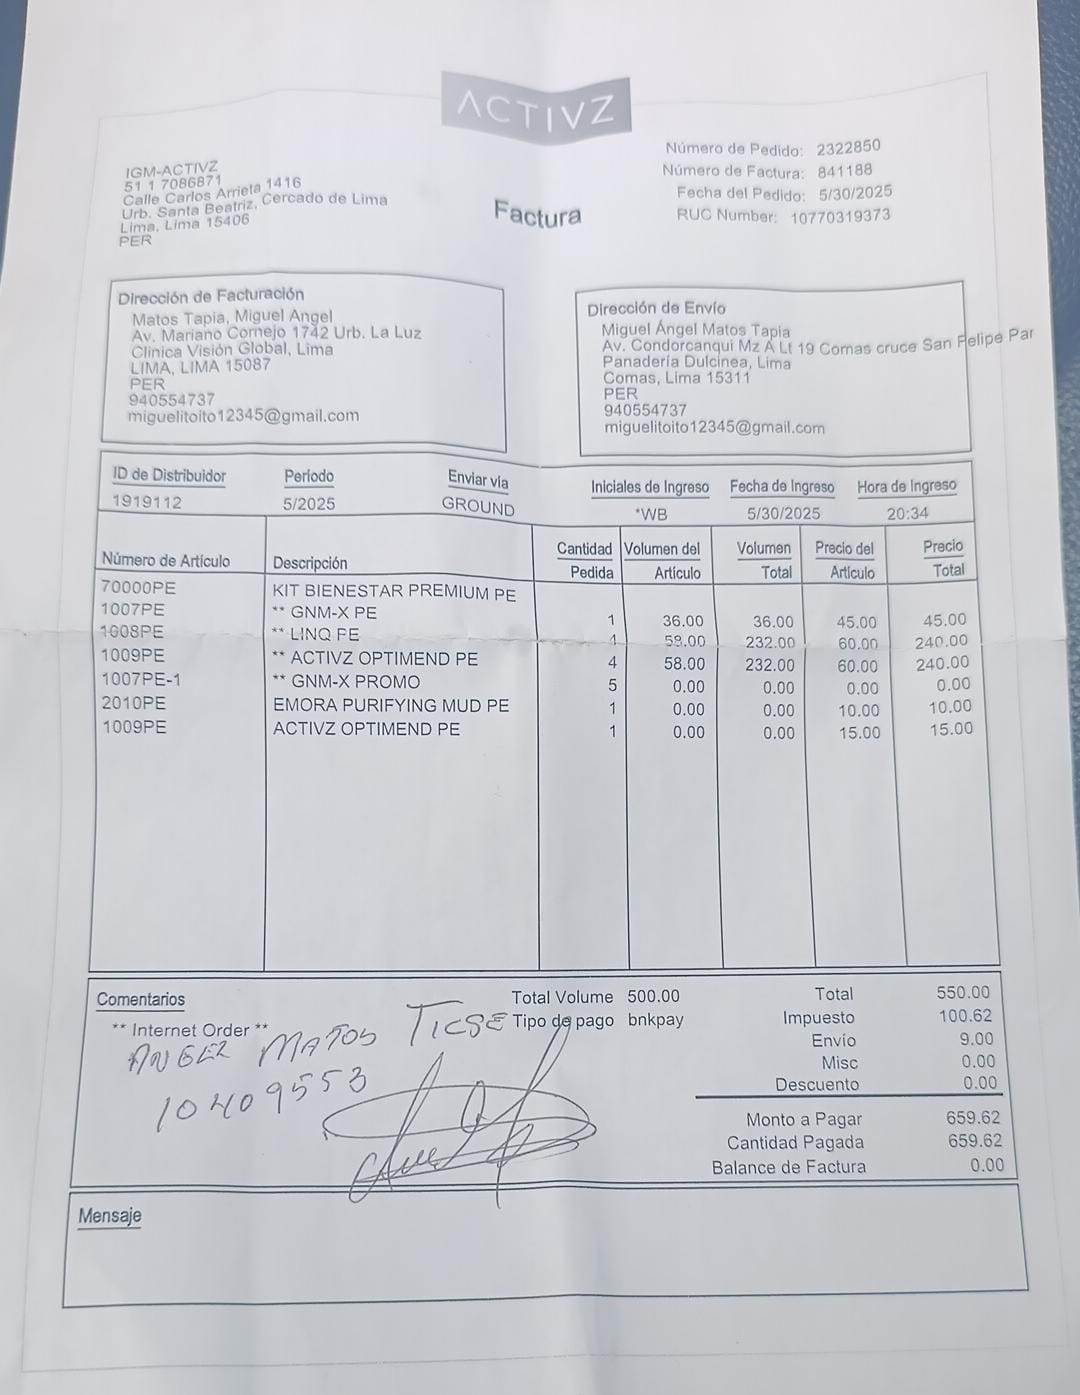 ACTIVZ
IGM-ACTIVZ
51 1 7086871
Calle Carlos Arrieta 1416
Urb. Santa Beatriz, Cercado de Lima
Lima, Lima 15406
PER
Factura
Número de Pedido: 2322850
Número de Factura: 841188
Fecha del Pedido: 5/30/2025
RUC Number: 10770319373
Dirección de Facturación
Matos Tapia, Miguel Angel
Av. Mariano Cornejo 1742 Urb. La Luz
Clinica Visión Global, Lima
LIMA, LIMA 15087
PER
940554737
miguelitoito12345@gmail.com
Dirección de Envío
Miguel Ángel Matos Tapia
Av. Condorcanqui Mz A Lt 19 Comas cruce San Felipe Par
Panadería Dulcinea, Lima
Comas, Lima 15311
PER
940554737
miguelitoito12345@gmail.com
ID de Distribuidor Período Enviar vía Iniciales de Ingreso Fecha de Ingreso Hora de Ingreso
1919112 5/2025 GROUND *WB 5/30/2025 20:34
Número de Artículo Descripción Cantidad Pedida Volumen del Artículo Volumen Total Precio del Artículo Precio Total
70000PE KIT BIENESTAR PREMIUM PE 1 36.00 36.00 45.00 45.00
1007PE ** GNM-X PE 4 58.00 232.00 60.00 240.00
1008PE ** LINQ PE 4 58.00 232.00 60.00 240.00
1009PE ** ACTIVZ OPTIMEND PE 5 0.00 0.00 0.00 0.00
1007PE-1 ** GNM-X PROMO 1 0.00 0.00 10.00 10.00
2010PE EMORA PURIFYING MUD PE 1 0.00 0.00 15.00 15.00
1009PE ACTIVZ OPTIMEND PE
Comentarios
** Internet Order **
Total Volume 500.00
Tipo de pago bnkpay
ANGEL MATOS TICSE
10409553
Total 550.00
Impuesto 100.62
Envío 9.00
Misc 0.00
Descuento 0.00
Monto a Pagar 659.62
Cantidad Pagada 659.62
Balance de Factura 0.00
Mensaje